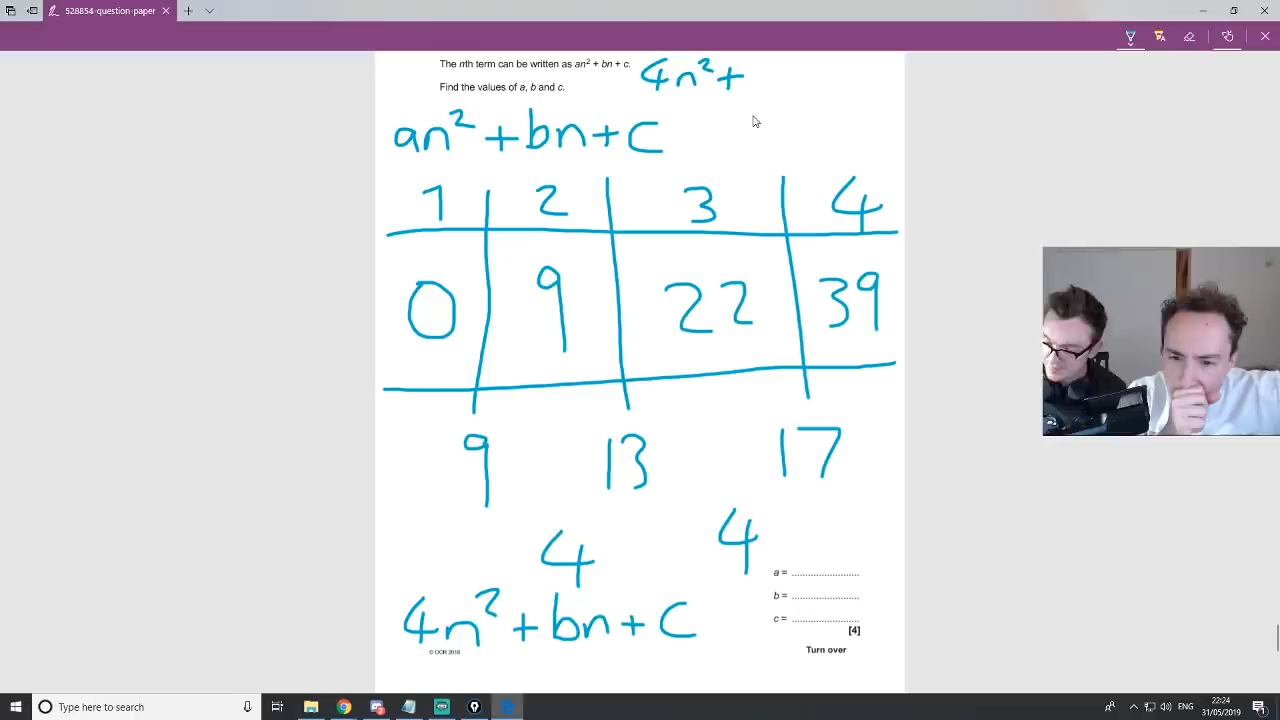 528854-question-paper
The nth term can be written as an² + bn + c.
4n² +
Find the values of a, b and c.
an² + bn + c
1 2 3 4
0 9 22 39
9 13 17
4 4
a = ........................
b = ........................
4n² + bn + c
c = ........................
[4]
© OCR 2018
Turn over
Type here to search
22:24
31/05/2019